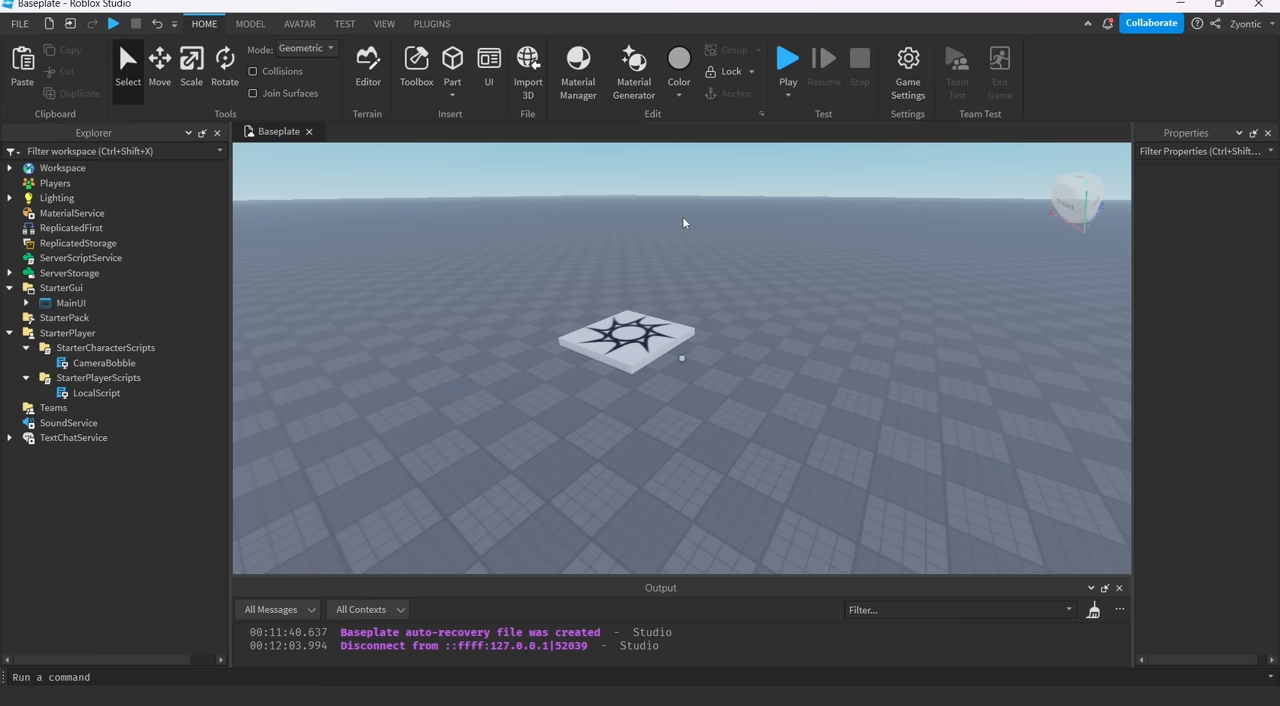 Baseplate - Roblox Studio
FILE HOME MODEL AVATAR TEST VIEW PLUGINS Collaborate Zyontic
Paste
Copy
Cut
Duplicate
Clipboard
Select Move Scale Rotate
Mode: Geometric
Collisions
Join Surfaces
Tools
Editor
Terrain
Toolbox Part UI
Insert
Import 3D
File
Material Manager
Material Generator
Color
Group
Lock
Anchor
Edit
Play Resume Stop
Test
Game Settings
Settings
Team Test
Exit Game
Team Test
Explorer
Filter workspace (Ctrl+Shift+X)
Workspace
Players
Lighting
MaterialService
ReplicatedFirst
ReplicatedStorage
ServerScriptService
ServerStorage
StarterGui
MainUI
StarterPack
StarterPlayer
StarterCharacterScripts
CameraBobble
StarterPlayerScripts
LocalScript
Teams
SoundService
TextChatService
Baseplate
Properties
Filter Properties (Ctrl+Shift...
Output
All Messages All Contexts Filter...
00:11:40.637 Baseplate auto-recovery file was created - Studio
00:12:03.994 Disconnect from ::ffff:127.0.0.1|52039 - Studio
Run a command